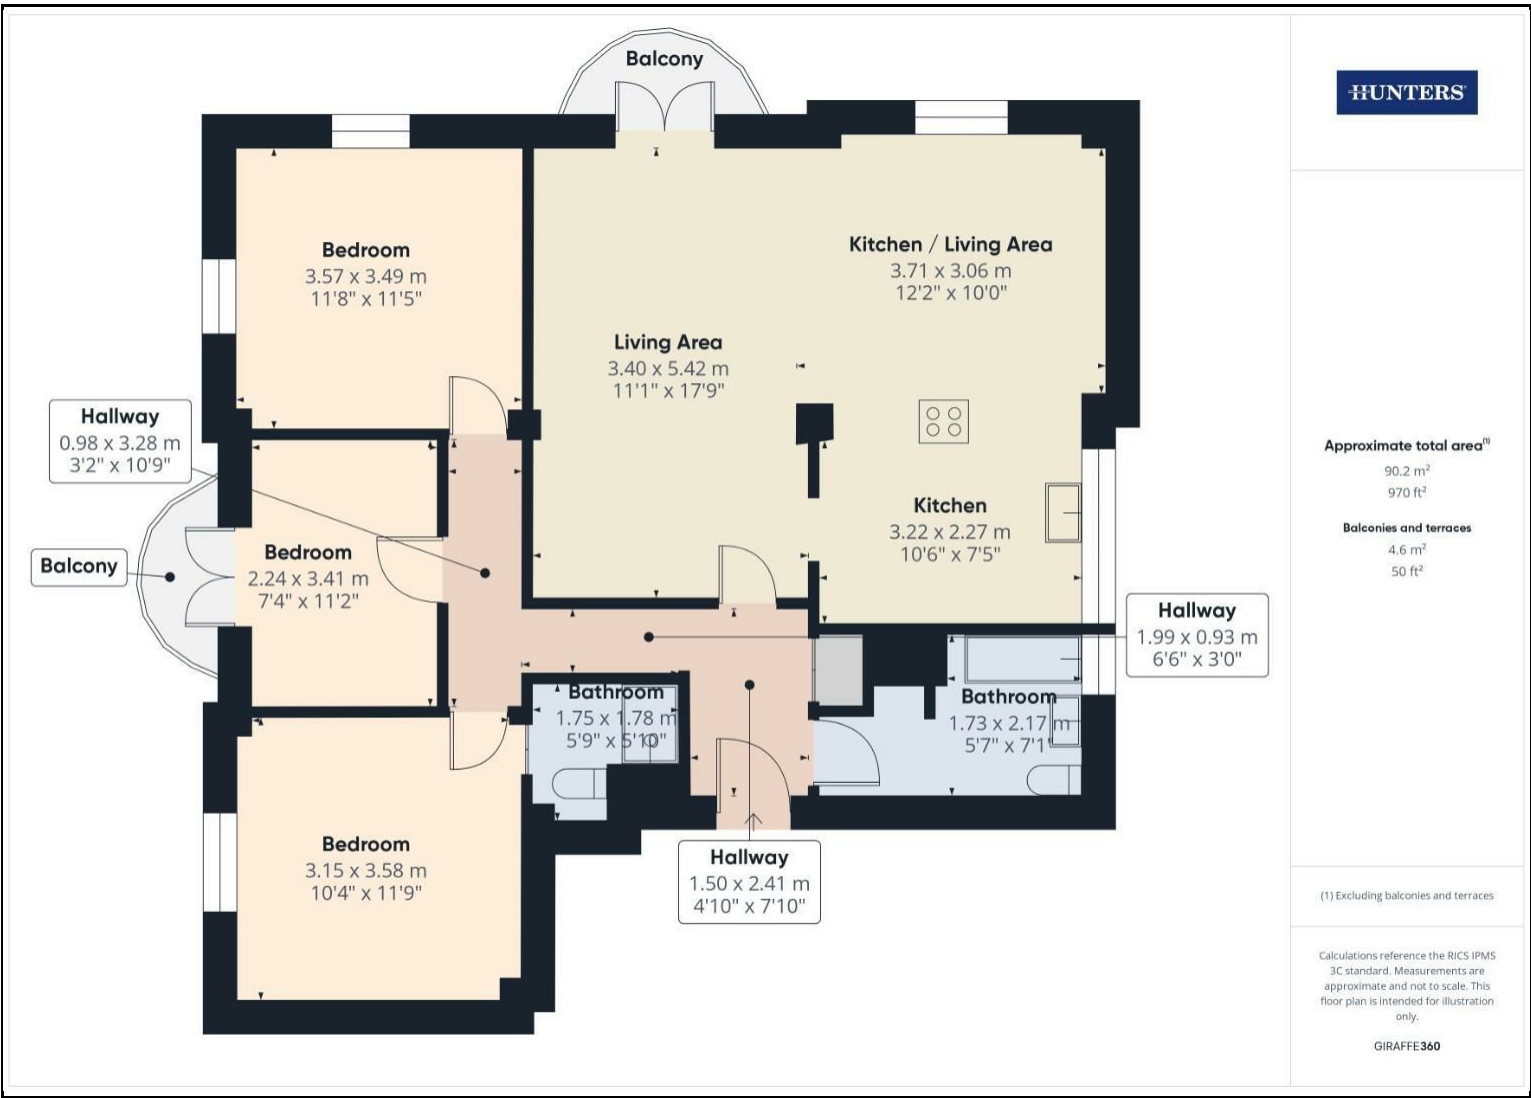 Balcony
HUNTERS
Bedroom
3.57 x 3.49 m
11'8" x 11'5"
Kitchen / Living Area
3.71 x 3.06 m
12'2" x 10'0"
Living Area
3.40 x 5.42 m
11'1" x 17'9"
Hallway
0.98 x 3.28 m
3'2" x 10'9"
Kitchen
3.22 x 2.27 m
10'6" x 7'5"
Balcony
Bedroom
2.24 x 3.41 m
7'4" x 11'2"
Hallway
1.99 x 0.93 m
6'6" x 3'0"
Bathroom
1.75 x 1.78 m
5'9" x 5'10"
Bathroom
1.73 x 2.17 m
5'7" x 7'1"
Bedroom
3.15 x 3.58 m
10'4" x 11'9"
Hallway
1.50 x 2.41 m
4'10" x 7'10"
Approximate total area(1)
90.2 m²
970 ft²
Balconies and terraces
4.6 m²
50 ft²
(1) Excluding balconies and terraces
Calculations reference the RICS IPMS
3C standard. Measurements are
approximate and not to scale. This
floor plan is intended for illustration
only.
GIRAFFE360